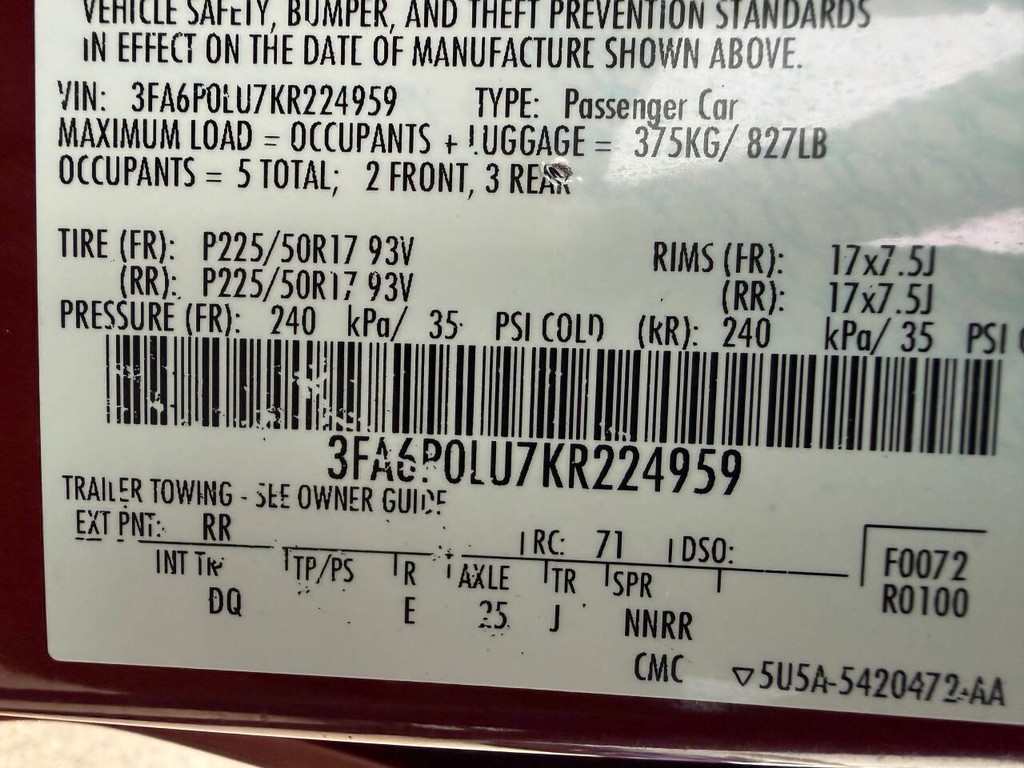 VEHICLE SAFETY, BUMPER, AND THEFT PREVENTION STANDARDS
IN EFFECT ON THE DATE OF MANUFACTURE SHOWN ABOVE.
VIN: 3FA6P0LU7KR224959 TYPE: Passenger Car
MAXIMUM LOAD = OCCUPANTS + LUGGAGE = 375KG/ 827LB
OCCUPANTS = 5 TOTAL; 2 FRONT, 3 REAR
TIRE (FR): P225/50R17 93V RIMS (FR): 17x7.5J
(RR): P225/50R17 93V (RR): 17x7.5J
PRESSURE (FR): 240 kPa/ 35 PSI COLD (RR): 240 kPa/ 35 PSI
3FA6P0LU7KR224959
TRAILER TOWING - SEE OWNER GUIDE
EXT PNT: RR RC: 71 DSO: F0072
INT TR TP/PS R AXLE TR SPR R0100
DQ E 25 J NNRR
CMC ▽5U5A-5420472-AA